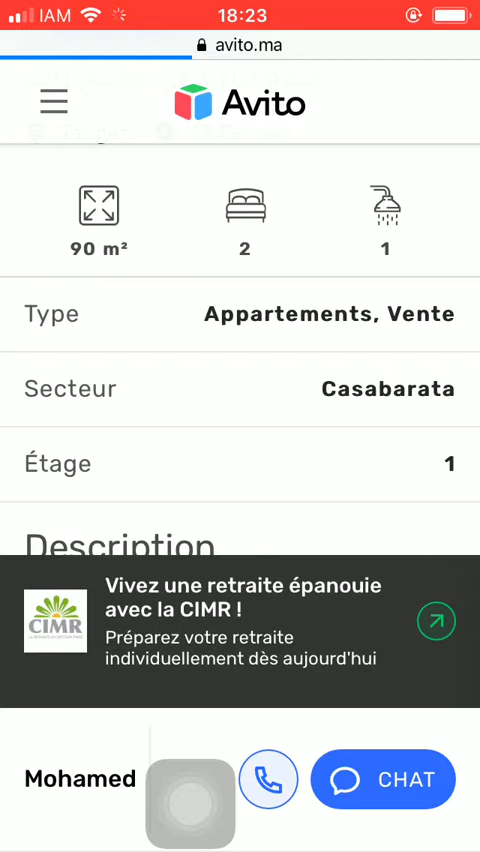 IAM
18:23
avito.ma
Avito
90 m²
2
1
Type
Appartements, Vente
Secteur
Casabarata
Étage
1
Description
Vivez une retraite épanouie
avec la CIMR !
CIMR
Préparez votre retraite
individuellement dès aujourd'hui
Mohamed
CHAT